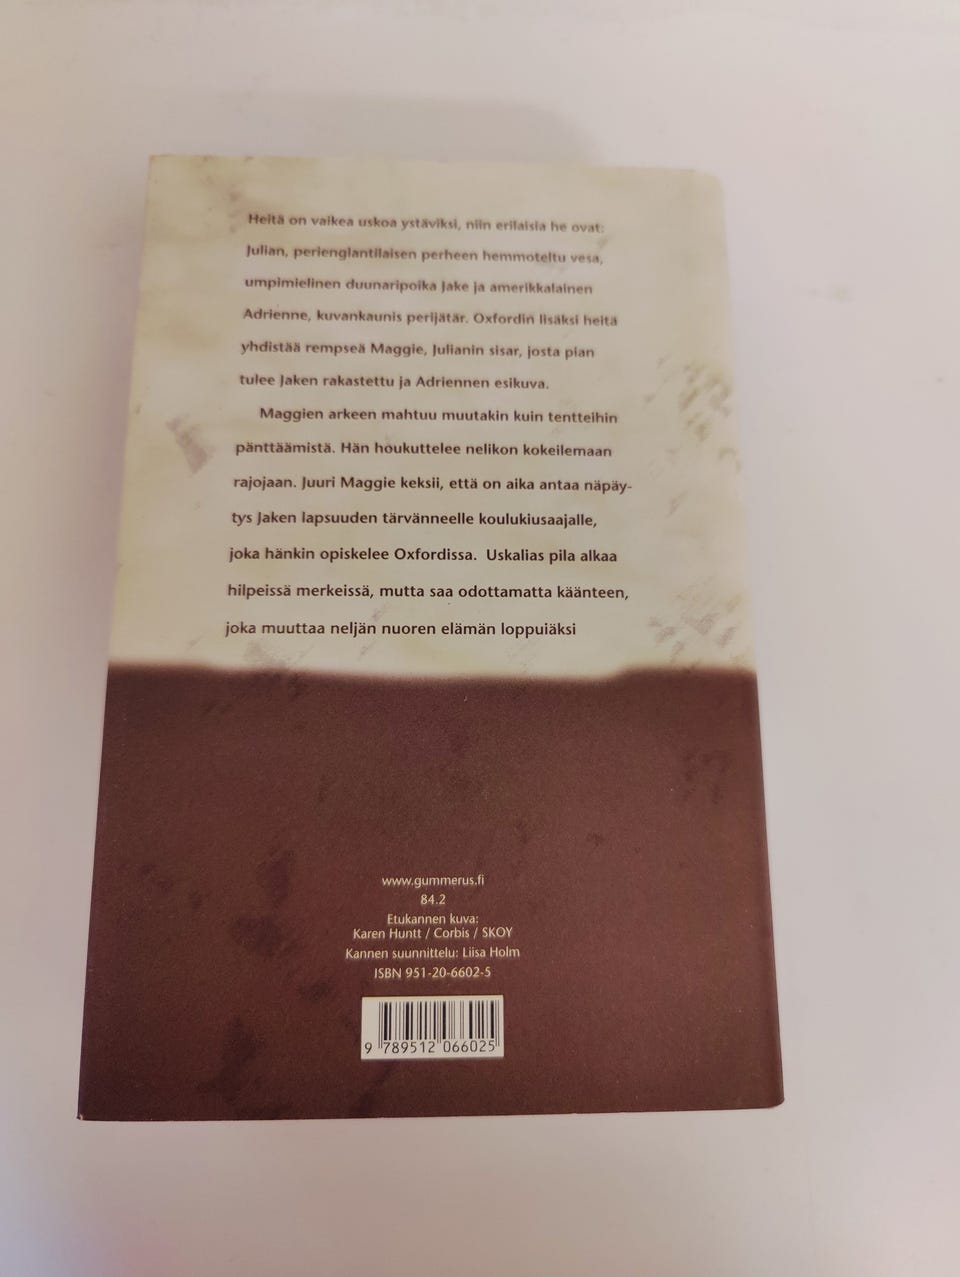 Heitä on vaikea uskoa ystäviksi, niin erilaisia he ovat:
Julian, perienglantilaisen perheen hemmoteltu vesa,
umpimielinen duunaripoika Jake ja amerikkalainen
Adrienne, kuvankaunis perijätär. Oxfordin lisäksi heitä
yhdistää rempseä Maggie, Julianin sisar, josta pian
tulee Jaken rakastettu ja Adriennen esikuva.
Maggien arkeen mahtuu muutakin kuin tentteihin
pänttäämistä. Hän houkuttelee nelikon kokeilemaan
rajojaan. Juuri Maggie keksii, että on aika antaa näpäy-
tys Jaken lapsuuden tärvänneelle koulukiusaajalle,
joka hänkin opiskelee Oxfordissa. Uskalias pila alkaa
hilpeissä merkeissä, mutta saa odottamatta käänteen,
joka muuttaa neljän nuoren elämän loppuiäksi
www.gummerus.fi
84.2
Etukannen kuva:
Karen Huntt / Corbis / SKOY
Kannen suunnittelu: Liisa Holm
ISBN 951-20-6602-5
9 789512 066025